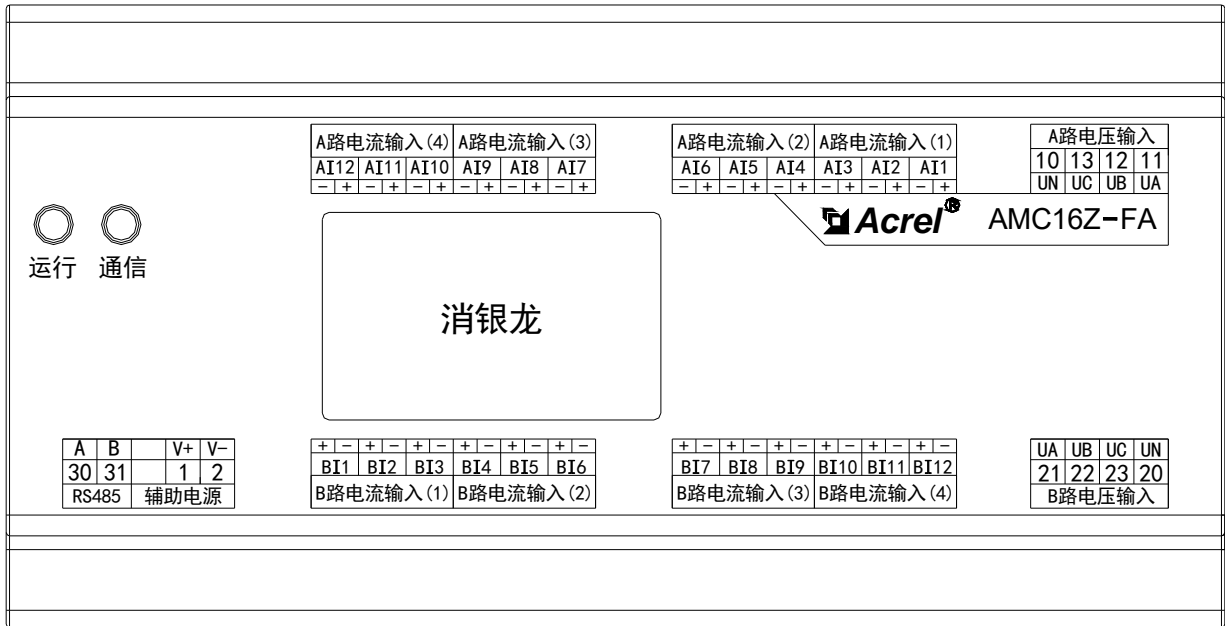 A路电流输入(4) A路电流输入(3) A路电流输入(2) A路电流输入(1) A路电压输入
AI12 AI11 AI10 AI9 AI8 AI7 AI6 AI5 AI4 AI3 AI2 AI1 10 13 12 11
- + - + - + - + - + - + - + - + - + - + - + - + UN UC UB UA
Acrel® AMC16Z-FA
运行 通信
消银龙
A B V+ V- + - + - + - + - + - + - + - + - + - + - + - + - UA UB UC UN
30 31 1 2 BI1 BI2 BI3 BI4 BI5 BI6 BI7 BI8 BI9 BI10 BI11 BI12 21 22 23 20
RS485 辅助电源 B路电流输入(1) B路电流输入(2) B路电流输入(3) B路电流输入(4) B路电压输入